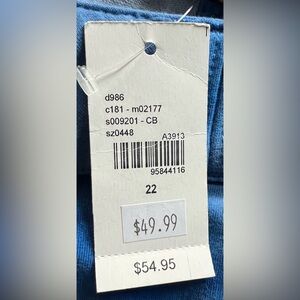 d986
c181 - m02177
s009201 - CB
sz0448
A3913
95844116
22
$49.99
$54.95